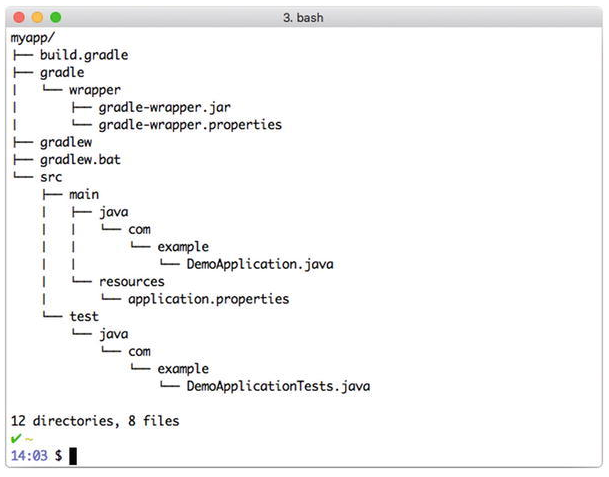 3. bash
myapp/
├── build.gradle
├── gradle
│   └── wrapper
│       ├── gradle-wrapper.jar
│       └── gradle-wrapper.properties
├── gradlew
├── gradlew.bat
└── src
    ├── main
    │   ├── java
    │   │   └── com
    │   │       └── example
    │   │           └── DemoApplication.java
    │   └── resources
    │       └── application.properties
    └── test
        └── java
            └── com
                └── example
                    └── DemoApplicationTests.java
12 directories, 8 files
✔ ~
14:03 $